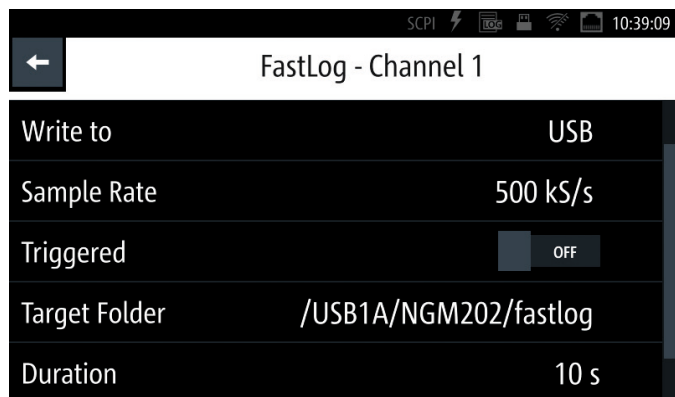 SCPI LOG 10:39:09
FastLog - Channel 1
Write to USB
Sample Rate 500 kS/s
Triggered OFF
Target Folder /USB1A/NGM202/fastlog
Duration 10 s